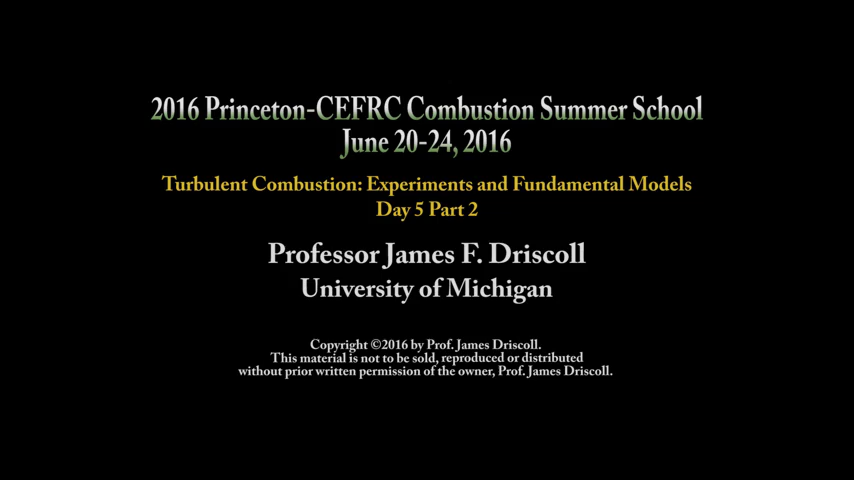 2016 Princeton-CEFRC Combustion Summer School
June 20-24, 2016
Turbulent Combustion: Experiments and Fundamental Models
Day 5 Part 2
Professor James F. Driscoll
University of Michigan
Copyright ©2016 by Prof. James Driscoll.
This material is not to be sold, reproduced or distributed
without prior written permission of the owner, Prof. James Driscoll.